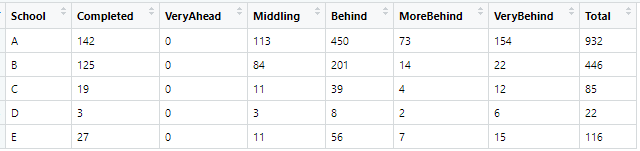 School Completed VeryAhead Middling Behind MoreBehind VeryBehind Total
A 142 0 113 450 73 154 932
B 125 0 84 201 14 22 446
C 19 0 11 39 4 12 85
D 3 0 3 8 2 6 22
E 27 0 11 56 7 15 116